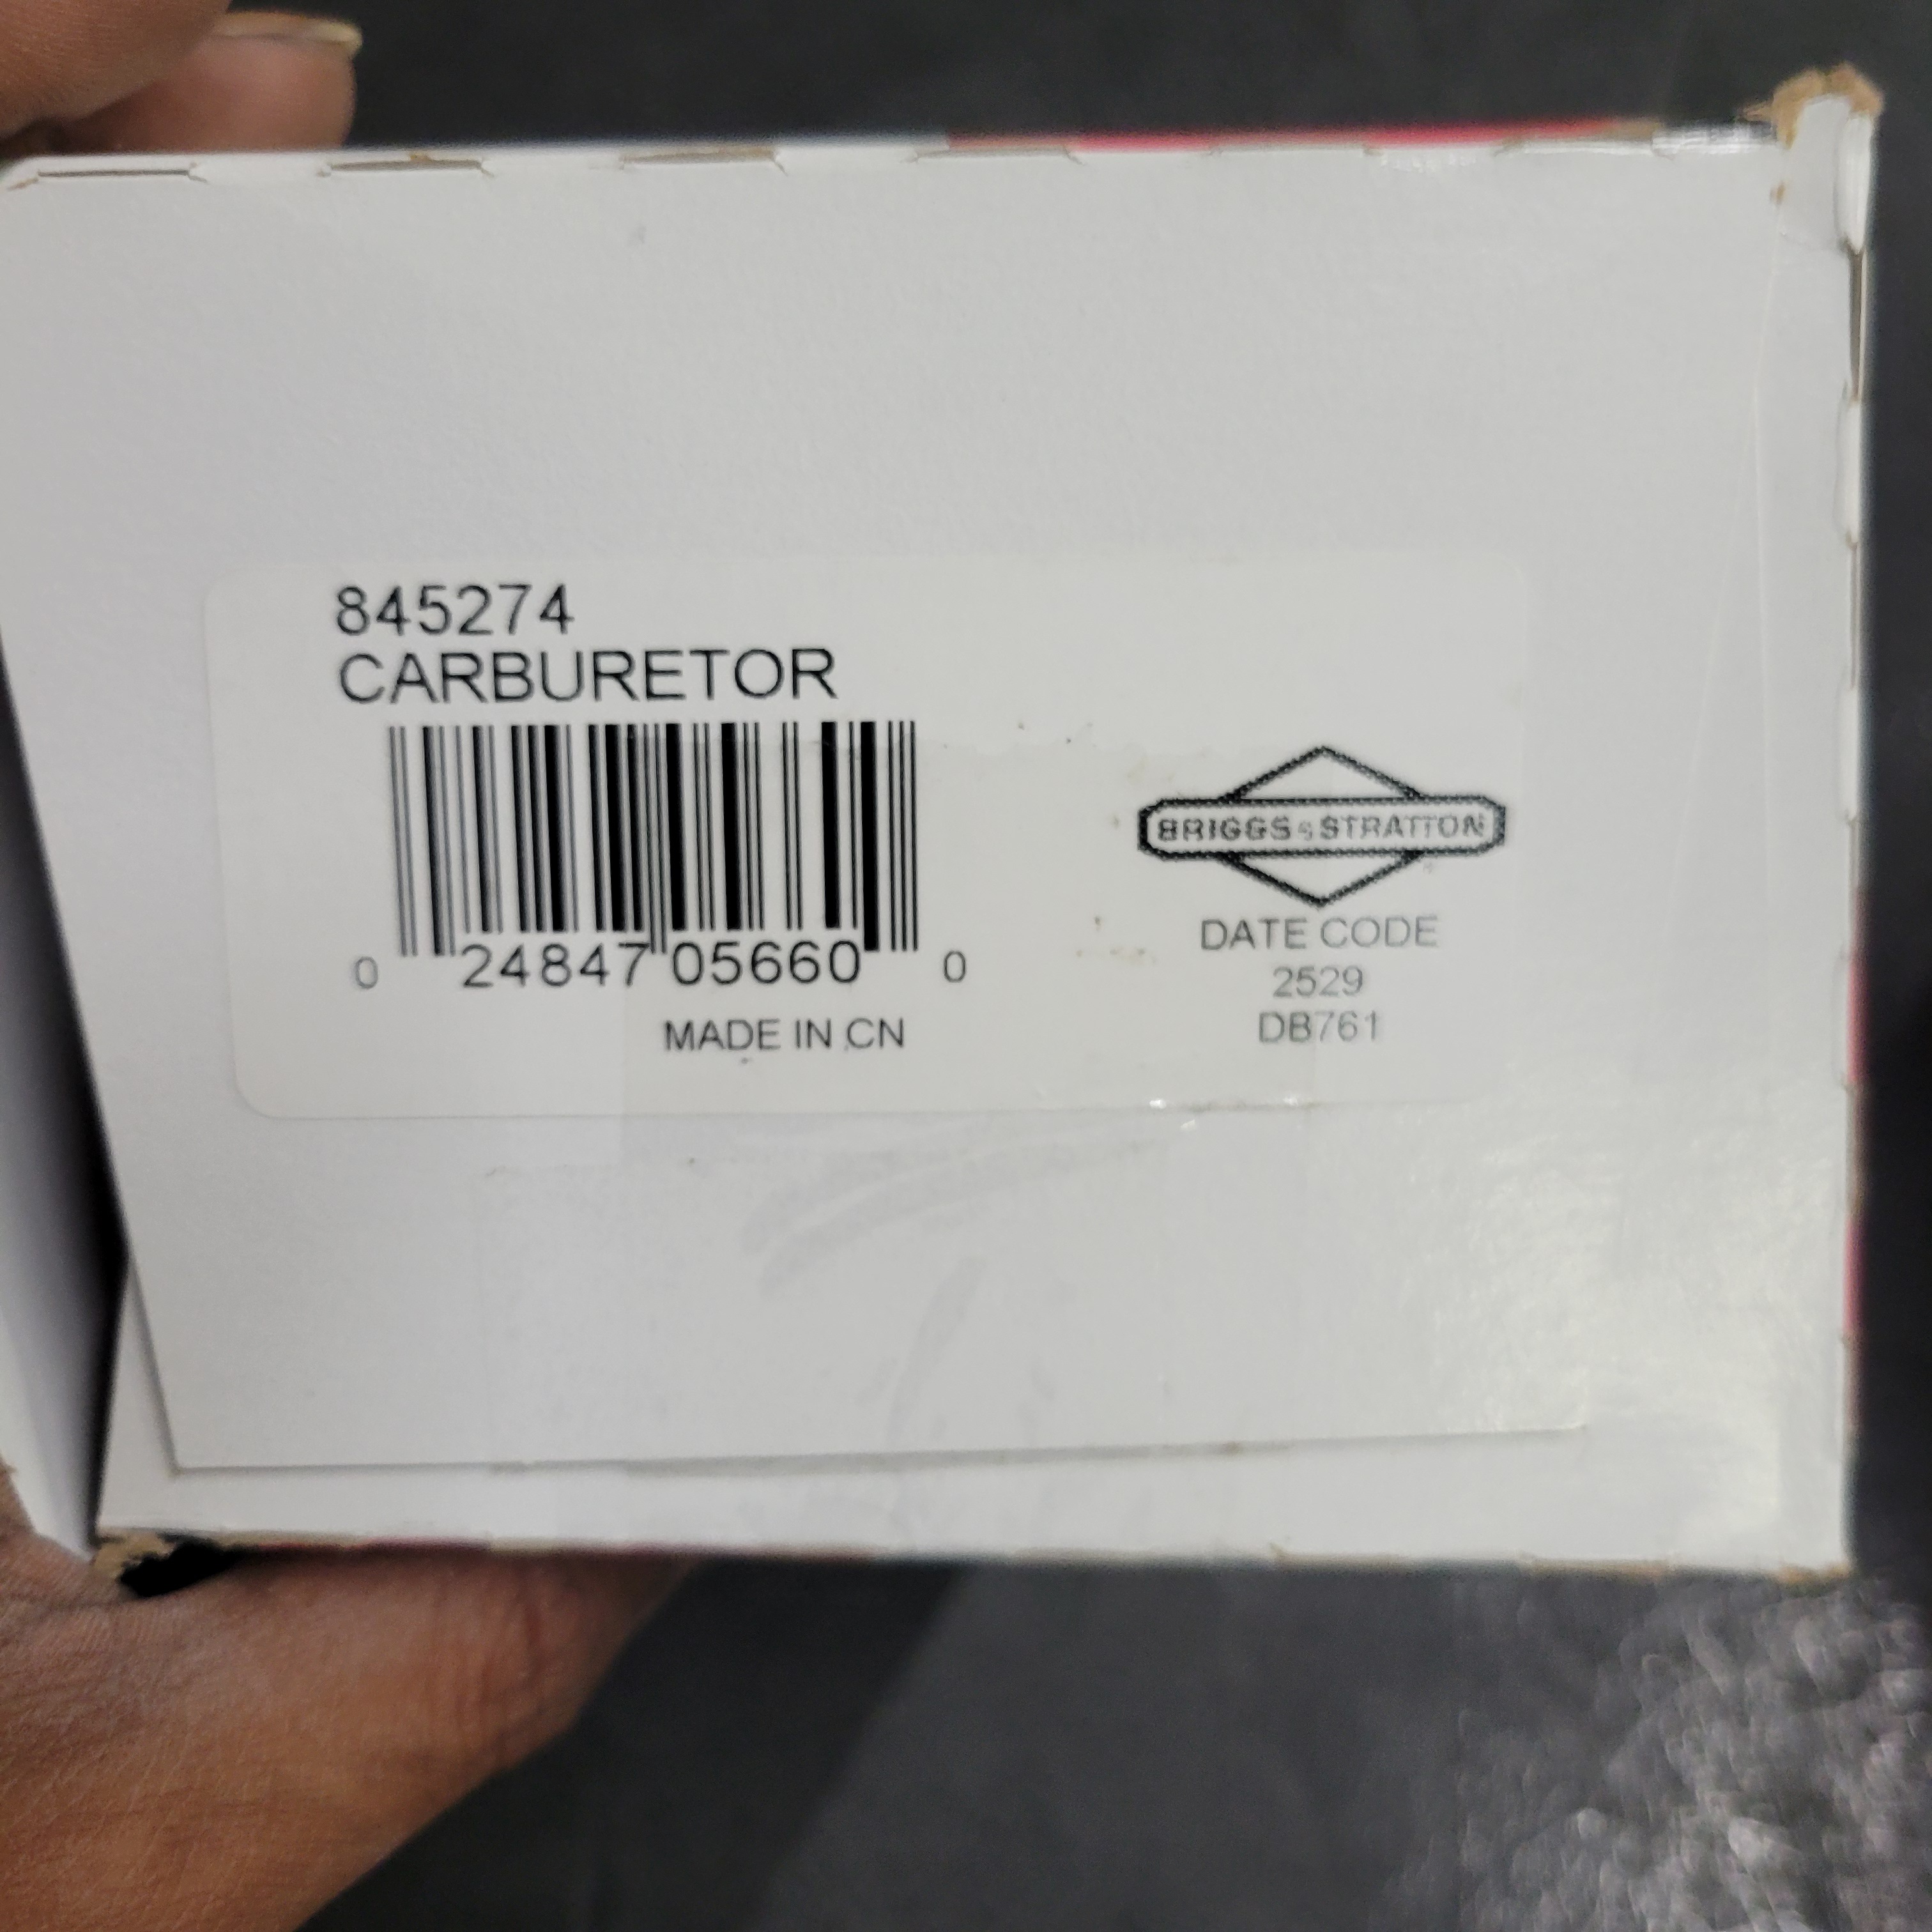 845274
CARBURETOR
0 24847 05660 0
MADE IN CN
BRIGGS & STRATTON
DATE CODE
2529
DB761